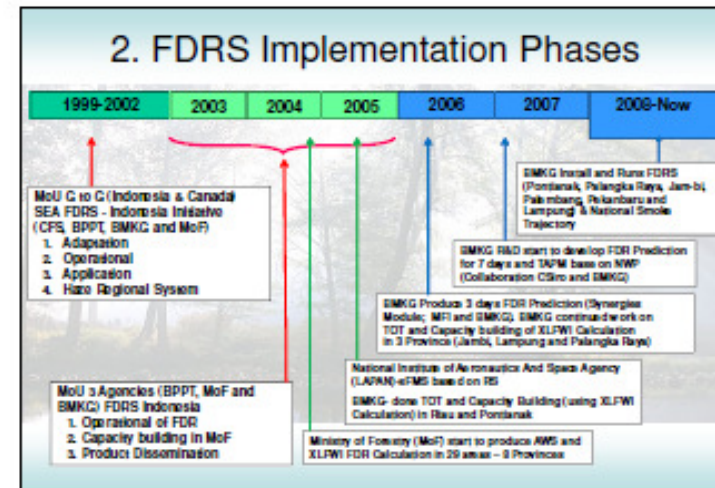 2. FDRS Implementation Phases
1999-2002
2003
2004
2005
2006
2007
2008-Now
MoU G to G (Indonesia & Canada)
SEA FDRS - Indonesia Initiative
(CFS, BPPT, BMKG and MoF)
1. Adaptation
2. Operational
3. Application
4. Haze Regional System
BMKG Install and Runs FDRS
(Pontianak, Palangka Raya, Jam-bi,
Palembang, Pekanbaru and
Lampung) & National Smoke
Trajectory
BMKG R&D start to develop FDR Prediction
for 7 days and TAPM base on NWP
(Collaboration CSiro and BMKG)
BMKG Produce 3 days FDR Prediction (Synergies
Module; MFI and BMKG). BMKG continued work on
TOT and Capacity building of XLFWI Calculation
in 3 Province (Jambi, Lampung and Palangka Raya)
National Institute of Aeronautics And Space Agency
(LAPAN)-eFMS based on RS
BMKG- done TOT and Capacity Building (using XLFWI
Calculation) in Riau and Pontianak
MoU 3 Agencies (BPPT, MoF and
BMKG) FDRS Indonesia
1. Operational of FDR
2. Capacity building in MoF
3. Product Dissemination
Ministry of Forestry (MoF) start to produce AWS and
XLFWI FDR Calculation in 29 areas – 8 Provinces